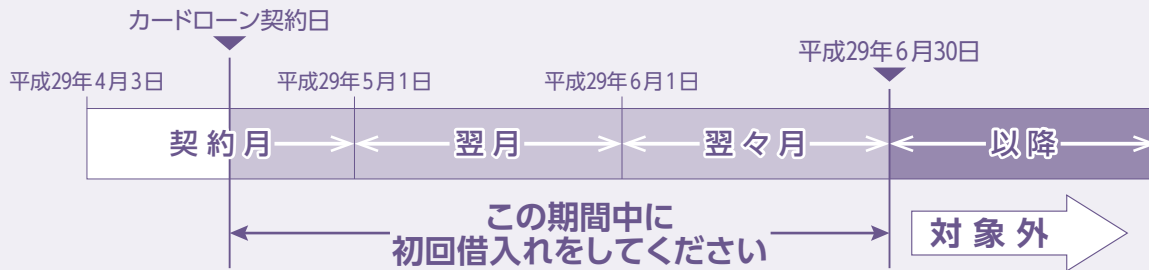 カードローン契約日
平成29年6月30日
平成29年4月3日
平成29年5月1日
平成29年6月1日
契約月
翌月
翌々月
以降
この期間中に
初回借入れをしてください
対象外